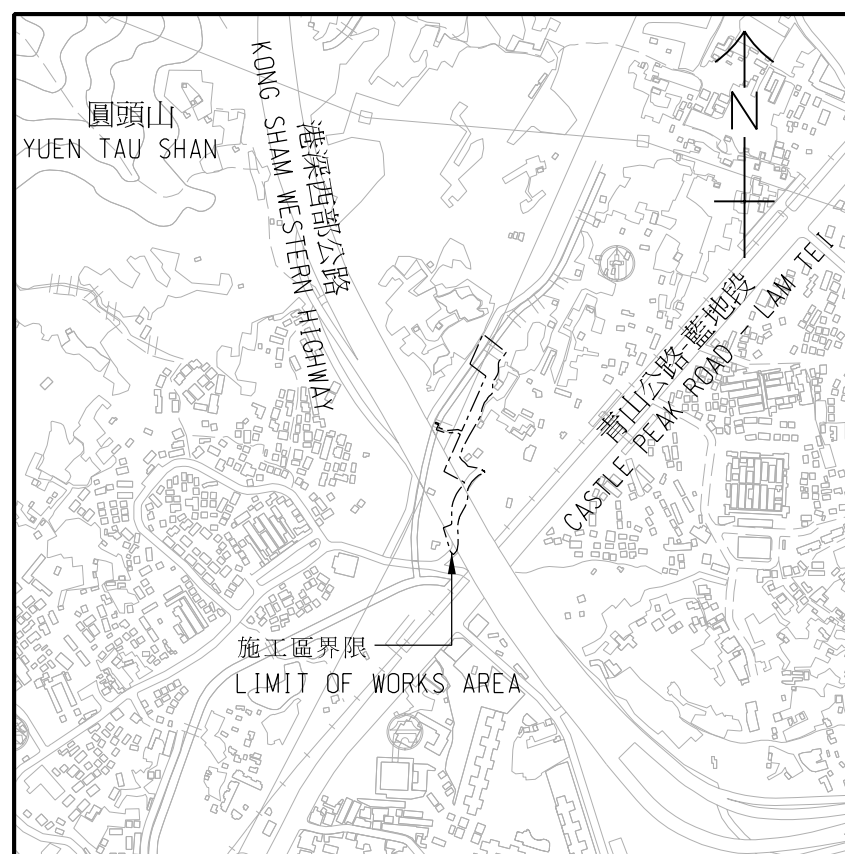 圓頭山
YUEN TAU SHAN
港深西部公路
KONG SHAM WESTERN HIGHWAY
N
青山公路-藍地段
CASTLE PEAK ROAD - LAM TEI
施工區界限
LIMIT OF WORKS AREA